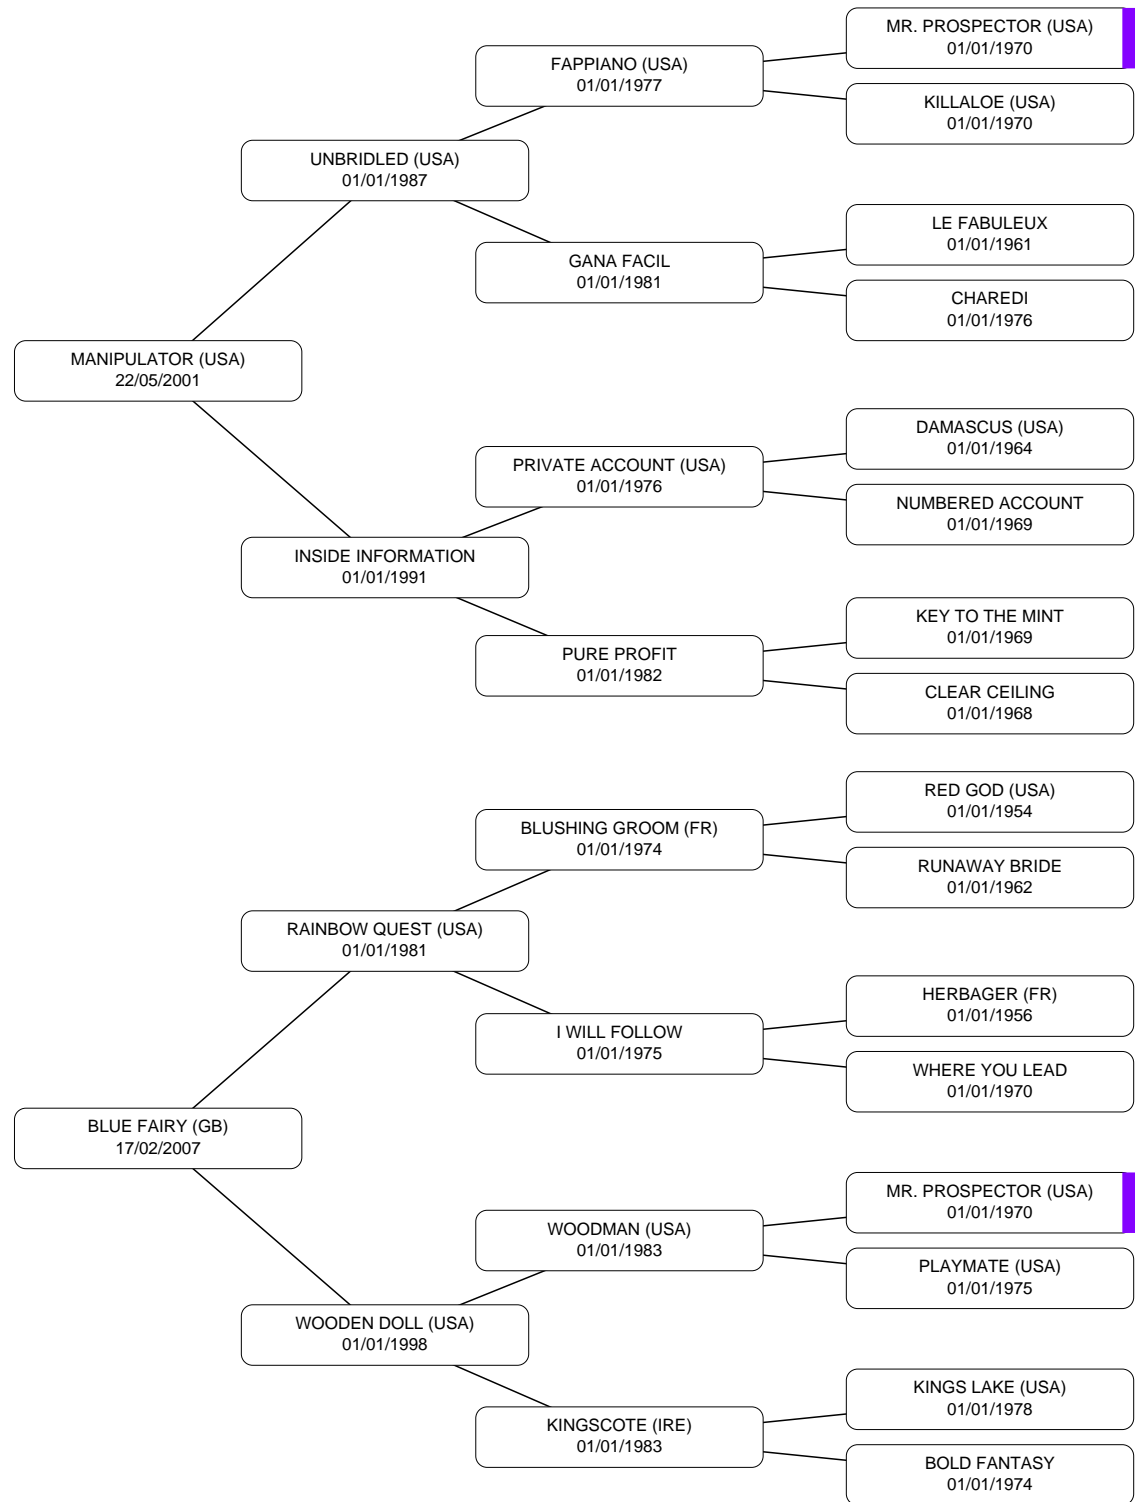 MR. PROSPECTOR (USA)
01/01/1970
FAPPIANO (USA)
01/01/1977
KILLALOE (USA)
01/01/1970
UNBRIDLED (USA)
01/01/1987
LE FABULEUX
01/01/1961
GANA FACIL
01/01/1981
CHAREDI
01/01/1976
MANIPULATOR (USA)
22/05/2001
DAMASCUS (USA)
01/01/1964
PRIVATE ACCOUNT (USA)
01/01/1976
NUMBERED ACCOUNT
01/01/1969
INSIDE INFORMATION
01/01/1991
KEY TO THE MINT
01/01/1969
PURE PROFIT
01/01/1982
CLEAR CEILING
01/01/1968
RED GOD (USA)
01/01/1954
BLUSHING GROOM (FR)
01/01/1974
RUNAWAY BRIDE
01/01/1962
RAINBOW QUEST (USA)
01/01/1981
HERBAGER (FR)
01/01/1956
I WILL FOLLOW
01/01/1975
WHERE YOU LEAD
01/01/1970
BLUE FAIRY (GB)
17/02/2007
MR. PROSPECTOR (USA)
01/01/1970
WOODMAN (USA)
01/01/1983
PLAYMATE (USA)
01/01/1975
WOODEN DOLL (USA)
01/01/1998
KINGS LAKE (USA)
01/01/1978
KINGSCOTE (IRE)
01/01/1983
BOLD FANTASY
01/01/1974